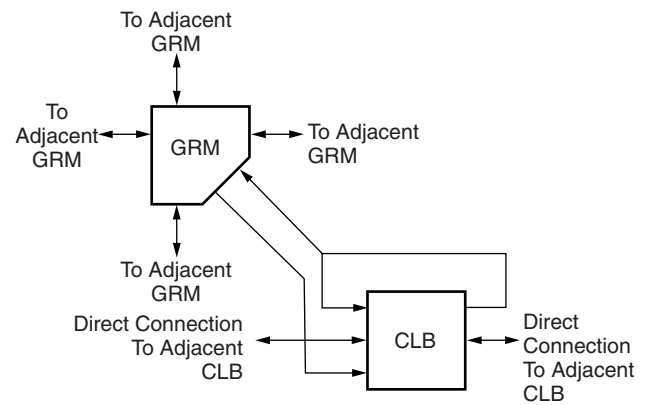 To Adjacent
GRM
To
Adjacent
GRM
GRM
To Adjacent
GRM
To Adjacent
GRM
Direct Connection
To Adjacent
CLB
CLB
Direct
Connection
To Adjacent
CLB